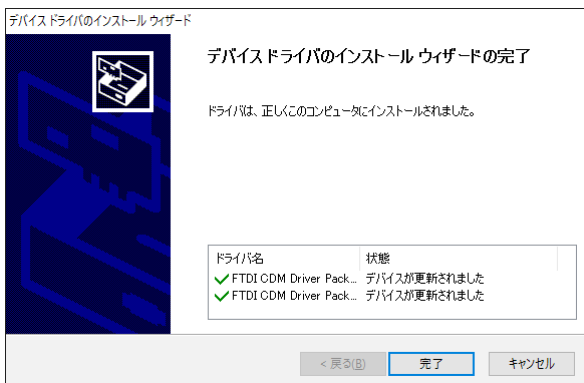 デバイス ドライバのインストール ウィザード
デバイス ドライバのインストール ウィザードの完了
ドライバは、正しくこのコンピュータにインストールされました。
ドライバ名 状態
FTDI CDM Driver Pack... デバイスが更新されました
FTDI CDM Driver Pack... デバイスが更新されました
< 戻る(B) 完了 キャンセル